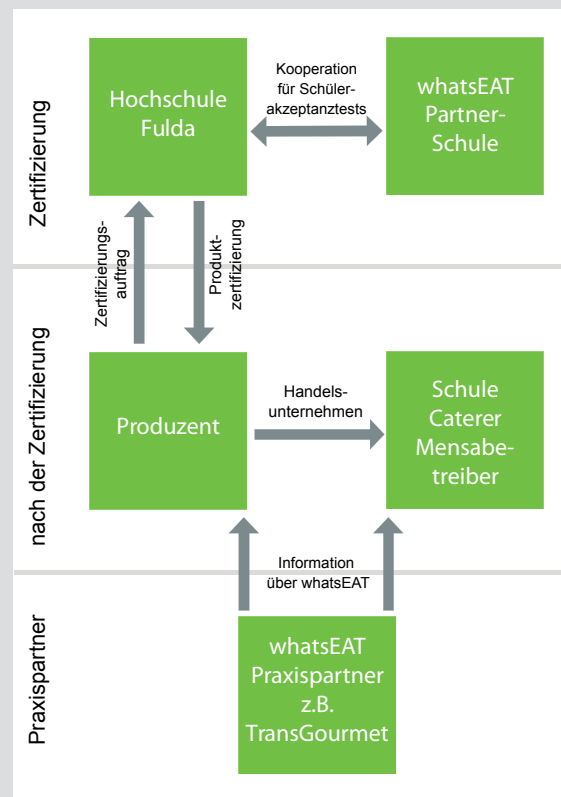 Zertifizierung
Hochschule
Fulda
Kooperation
für Schüler-
akzeptanztests
whatsEAT
Partner-
Schule
Zertifizierungs-
auftrag
Produkt-
zertifizierung
nach der Zertifizierung
Produzent
Handels-
unternehmen
Schule
Caterer
Mensabe-
treiber
Information
über whatsEAT
Praxispartner
whatsEAT
Praxispartner
z.B.
TransGourmet